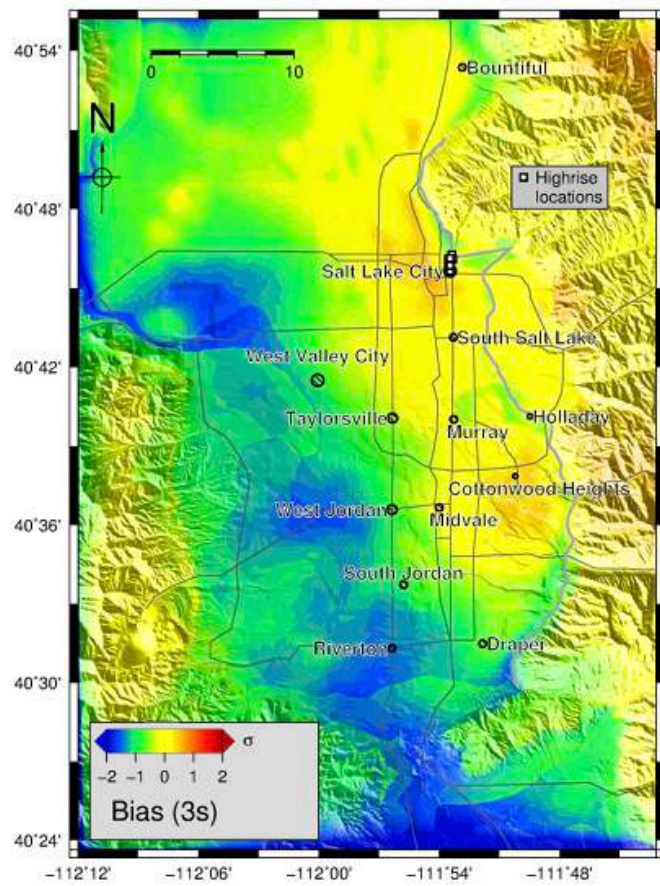 40˚54'
0
10
Bountiful
N
Highrise
locations
40˚48'
Salt Lake City
South Salt Lake
40˚42'
West Valley City
Taylorsville
Holladay
Murray
Cottonwood Heights
40˚36'
West Jordan
Midvale
South Jordan
Riverton
Draper
40˚30'
σ
−2 −1 0 1 2
Bias (3s)
40˚24'
−112˚12' −112˚06' −112˚00' −111˚54' −111˚48'